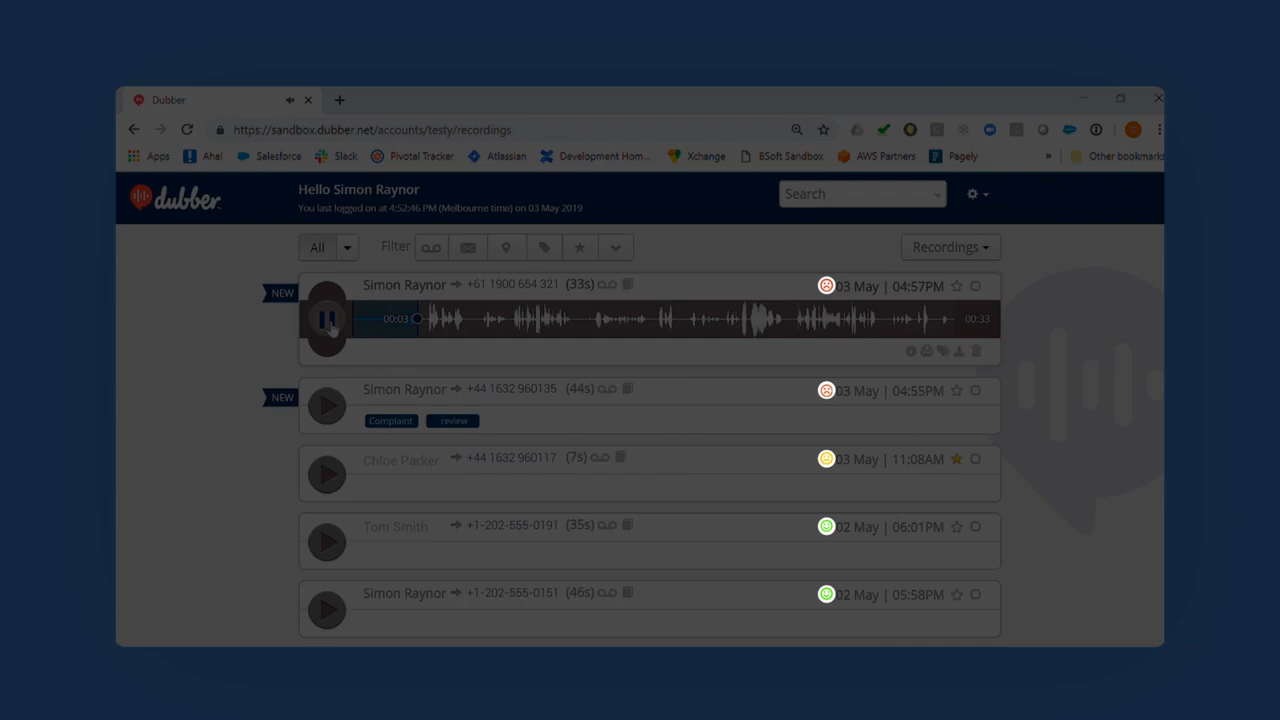 Dubber
https://sandbox.dubber.net/accounts/testy/recordings
Apps Aha! Salesforce Slack Pivotal Tracker Atlassian Development Hom... Xchange BSoft Sandbox AWS Partners Pagely » Other bookmarks
dubber
Hello Simon Raynor
You last logged on at 4:52:46 PM (Melbourne time) on 03 May 2019
Search
All Filter Recordings
NEW Simon Raynor +61 1900 654 321 (33s) 03 May | 04:57PM
00:03 00:33
NEW Simon Raynor +44 1632 960135 (44s) 03 May | 04:55PM
Complaint review
Chloe Parker +44 1632 960117 (7s) 03 May | 11:08AM
Tom Smith +1-202-555-0191 (35s) 02 May | 06:01PM
Simon Raynor +1-202-555-0151 (46s) 02 May | 05:58PM